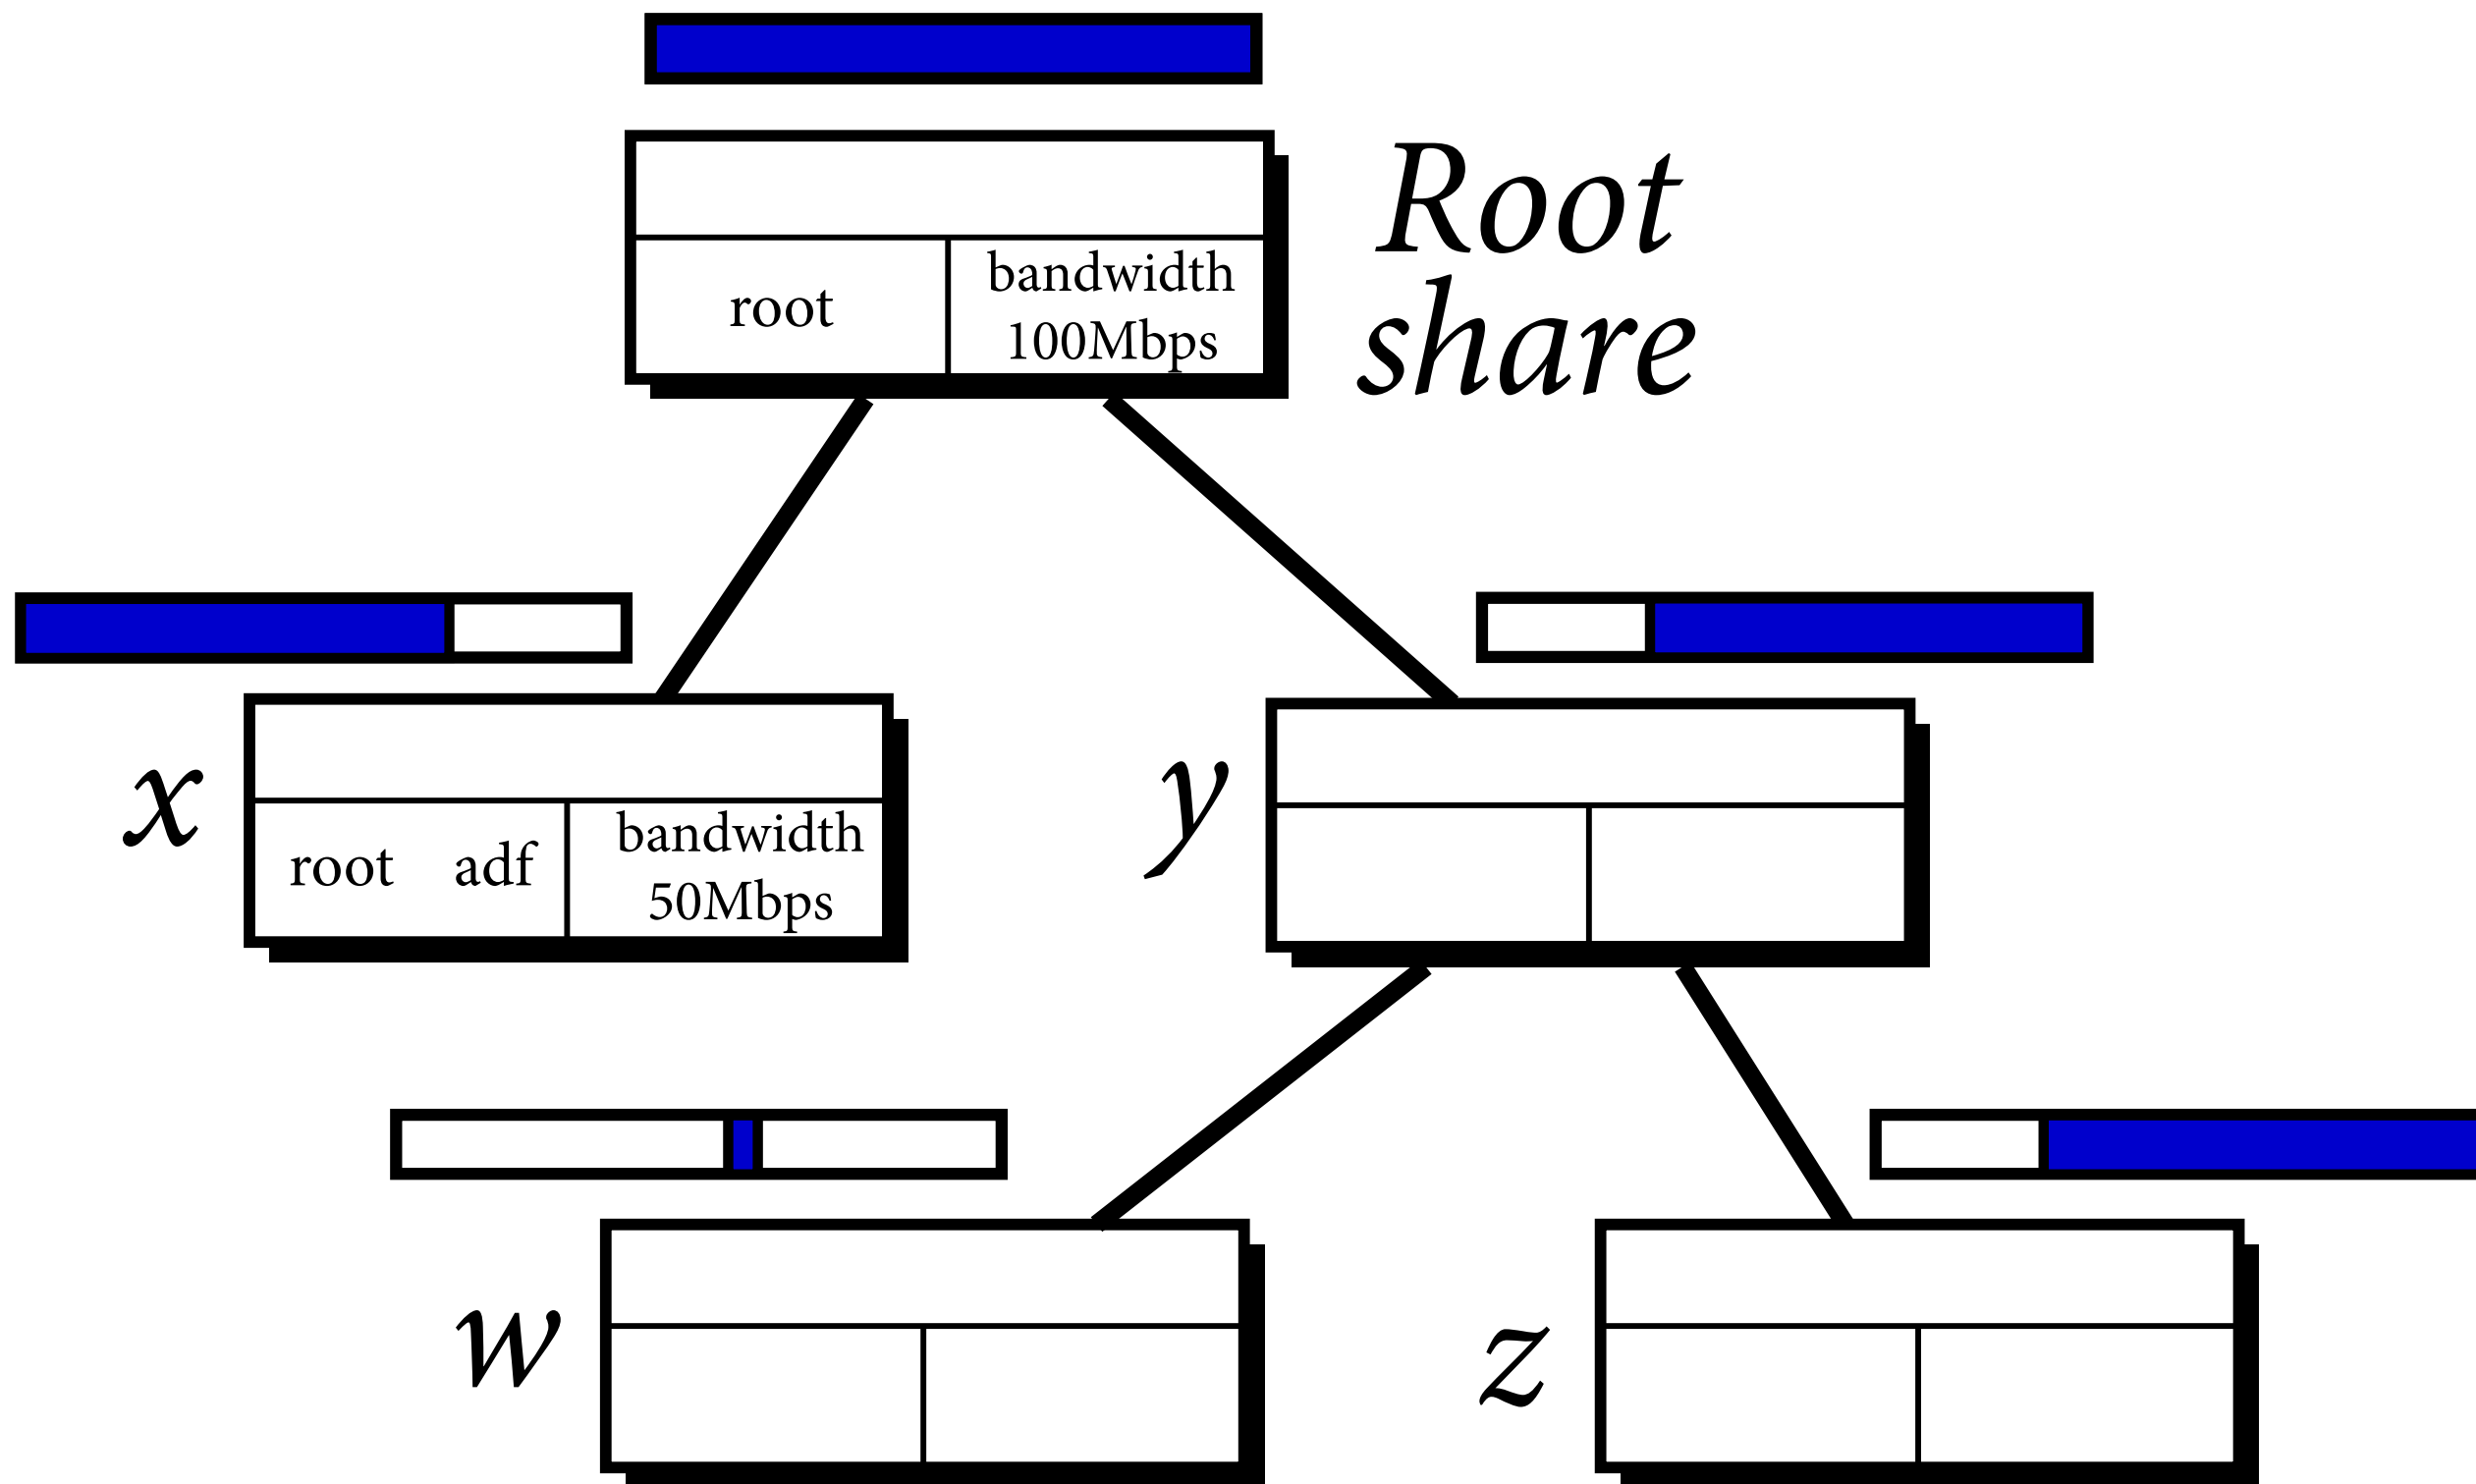 Root
share
root
bandwidth
100Mbps
x
root adf
bandwidth
50Mbps
y
w
z